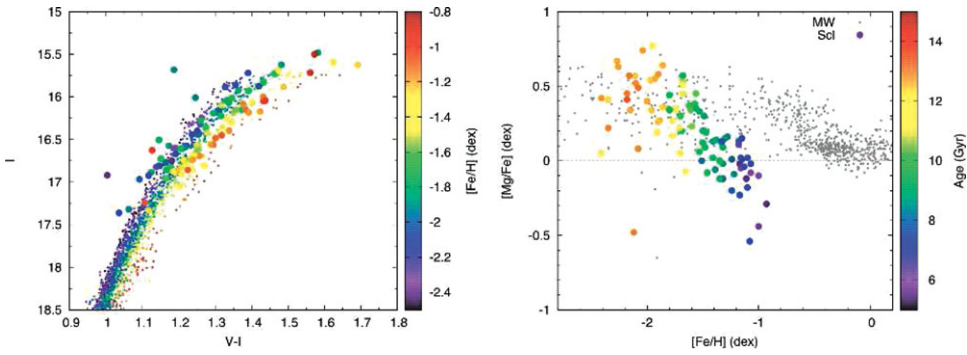 15
15.5
16
16.5
17
17.5
18
18.5
I
0.9 1 1.1 1.2 1.3 1.4 1.5 1.6 1.7 1.8
V-I
-0.8
-1
-1.2
-1.4
-1.6
-1.8
-2
-2.2
-2.4
[Fe/H] (dex)
1
0.5
0
-0.5
-1
[Mg/Fe] (dex)
MW
Scl
-2 -1 0
[Fe/H] (dex)
14
12
10
8
6
Age (Gyr)